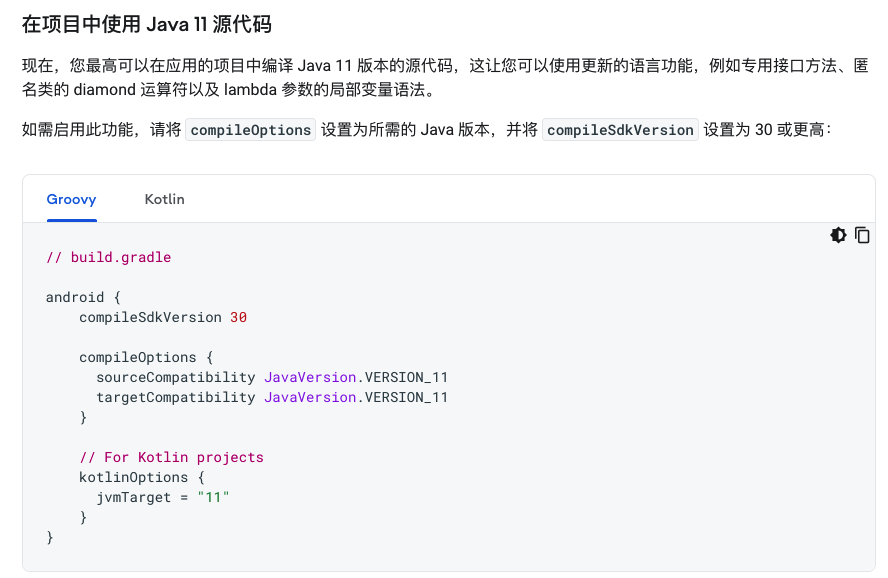 在项目中使用 Java 11 源代码
现在，您最高可以在应用的项目中编译 Java 11 版本的源代码，这让您可以使用更新的语言功能，例如专用接口方法、匿
名类的 diamond 运算符以及 lambda 参数的局部变量语法。
如需启用此功能，请将 compileOptions 设置为所需的 Java 版本，并将 compileSdkVersion 设置为 30 或更高：
Groovy Kotlin
// build.gradle
android {
compileSdkVersion 30
compileOptions {
sourceCompatibility JavaVersion.VERSION_11
targetCompatibility JavaVersion.VERSION_11
}
// For Kotlin projects
kotlinOptions {
jvmTarget = "11"
}
}